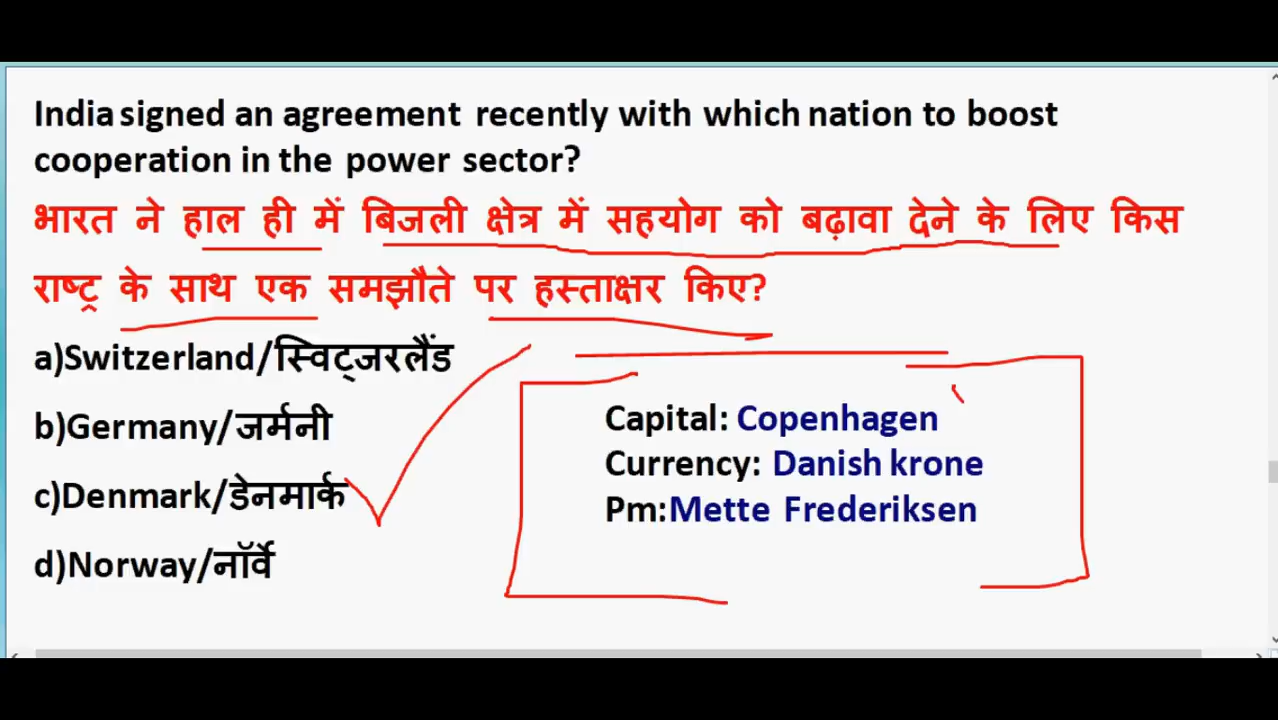 India signed an agreement recently with which nation to boost
cooperation in the power sector?
भारत ने हाल ही में बिजली क्षेत्र में सहयोग को बढ़ावा देने के लिए किस
राष्ट्र के साथ एक समझौते पर हस्ताक्षर किए?
a)Switzerland/स्विट्जरलैंड
b)Germany/जर्मनी
c)Denmark/डेनमार्क
d)Norway/नॉर्वे
Capital: Copenhagen
Currency: Danish krone
Pm:Mette Frederiksen